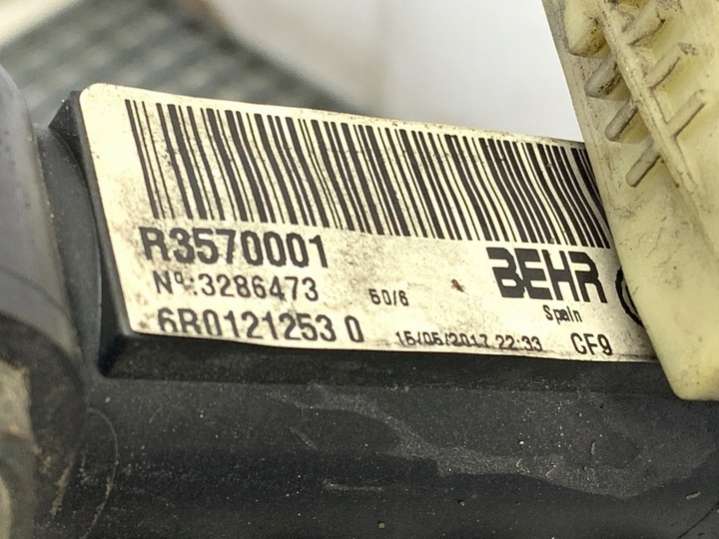 R3570001
BEHR
Nº:3286473
50/6
Spain
6R0121253 0
15/05/2017 22:33
CF9